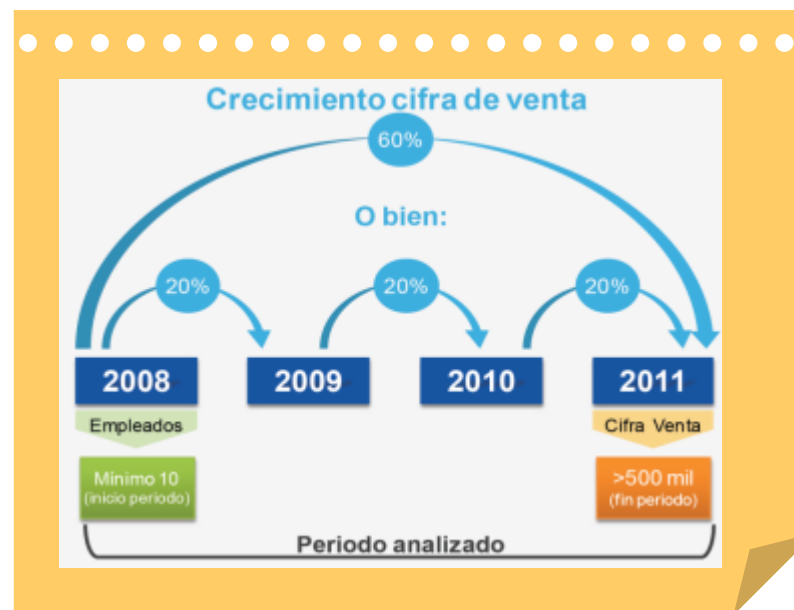 Crecimiento cifra de venta
60%
O bien:
20%
20%
20%
2008
2009
2010
2011
Empleados
Cifra Venta
Mínimo 10
(inicio periodo)
>500 mil
(fin periodo)
Periodo analizado